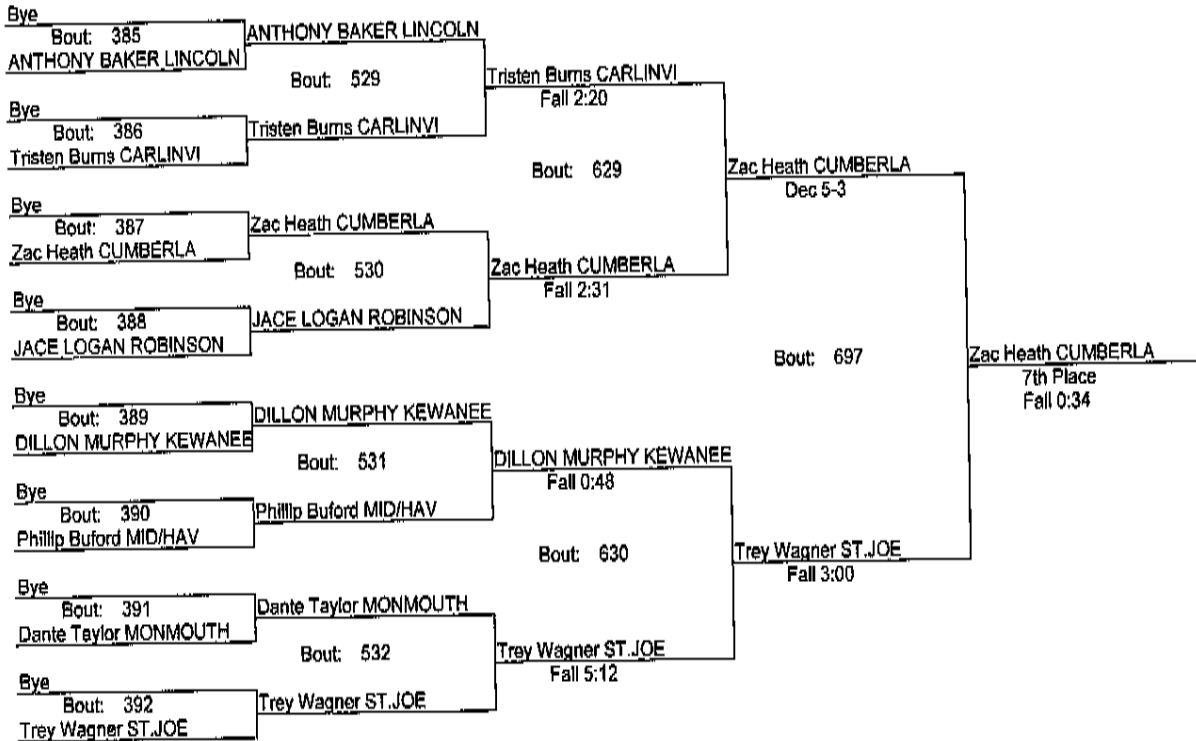 Bye
Bout: 385
ANTHONY BAKER LINCOLN
ANTHONY BAKER LINCOLN
Bout: 529
Bye
Bout: 386
Tristen Burns CARLINVI
Tristen Burns CARLINVI
Tristen Burns CARLINVI
Fall 2:20
Bout: 629
Bye
Bout: 387
Zac Heath CUMBERLA
Zac Heath CUMBERLA
Bout: 530
Bye
Bout: 388
JACE LOGAN ROBINSON
JACE LOGAN ROBINSON
Zac Heath CUMBERLA
Fall 2:31
Zac Heath CUMBERLA
Dec 5-3
Bout: 697
Zac Heath CUMBERLA
7th Place
Fall 0:34
Bye
Bout: 389
DILLON MURPHY KEWANEE
DILLON MURPHY KEWANEE
Bout: 531
Bye
Bout: 390
Phillip Buford MID/HAV
Phillip Buford MID/HAV
DILLON MURPHY KEWANEE
Fall 0:48
Bout: 630
Bye
Bout: 391
Dante Taylor MONMOUTH
Dante Taylor MONMOUTH
Bout: 532
Bye
Bout: 392
Trey Wagner ST.JOE
Trey Wagner ST.JOE
Trey Wagner ST.JOE
Fall 5:12
Trey Wagner ST.JOE
Fall 3:00